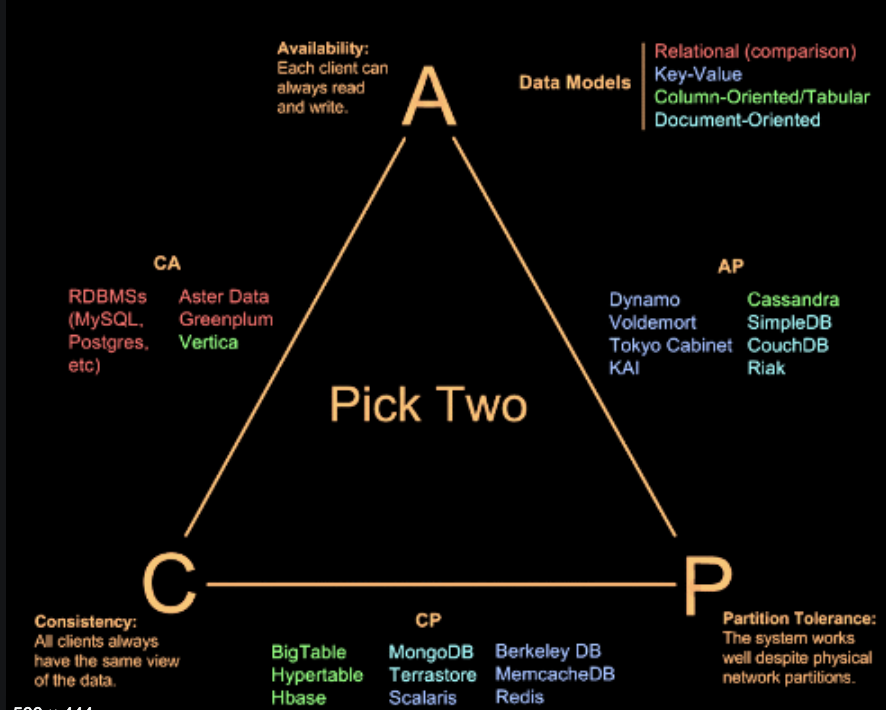 Availability:
Each client can
always read
and write.
A
Data Models
Relational (comparison)
Key-Value
Column-Oriented/Tabular
Document-Oriented
CA
RDBMSs
(MySQL,
Postgres,
etc)
Aster Data
Greenplum
Vertica
AP
Dynamo
Voldemort
Tokyo Cabinet
KAI
Cassandra
SimpleDB
CouchDB
Riak
Pick Two
C
Consistency:
All clients always
have the same view
of the data.
CP
BigTable
Hypertable
Hbase
MongoDB
Terrastore
Scalaris
Berkeley DB
MemcacheDB
Redis
P
Partition Tolerance:
The system works
well despite physical
network partitions.